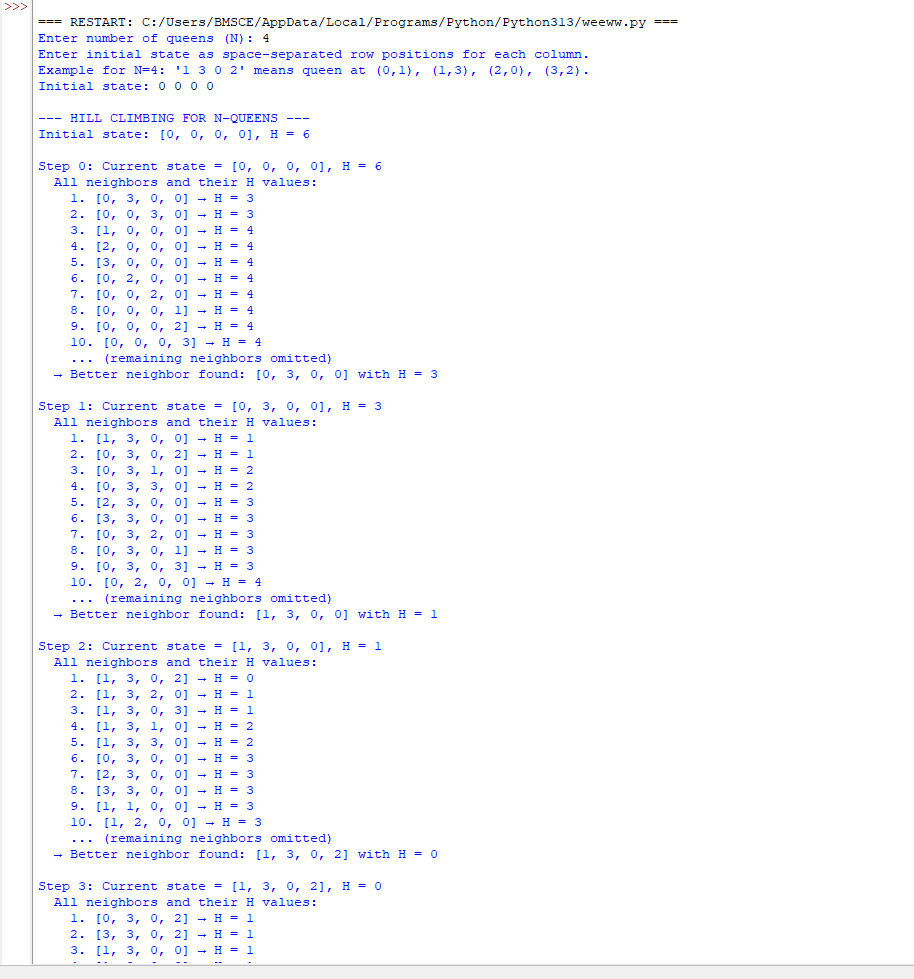 >>>
=== RESTART: C:/Users/BMSCE/AppData/Local/Programs/Python/Python313/weeww.py ===
Enter number of queens (N): 4
Enter initial state as space-separated row positions for each column.
Example for N=4: '1 3 0 2' means queen at (0,1), (1,3), (2,0), (3,2).
Initial state: 0 0 0 0

--- HILL CLIMBING FOR N-QUEENS ---
Initial state: [0, 0, 0, 0], H = 6

Step 0: Current state = [0, 0, 0, 0], H = 6
  All neighbors and their H values:
    1. [0, 3, 0, 0] → H = 3
    2. [0, 0, 3, 0] → H = 3
    3. [1, 0, 0, 0] → H = 4
    4. [2, 0, 0, 0] → H = 4
    5. [3, 0, 0, 0] → H = 4
    6. [0, 2, 0, 0] → H = 4
    7. [0, 0, 2, 0] → H = 4
    8. [0, 0, 0, 1] → H = 4
    9. [0, 0, 0, 2] → H = 4
    10. [0, 0, 0, 3] → H = 4
    ... (remaining neighbors omitted)
  → Better neighbor found: [0, 3, 0, 0] with H = 3

Step 1: Current state = [0, 3, 0, 0], H = 3
  All neighbors and their H values:
    1. [1, 3, 0, 0] → H = 1
    2. [0, 3, 0, 2] → H = 1
    3. [0, 3, 1, 0] → H = 2
    4. [0, 3, 3, 0] → H = 2
    5. [2, 3, 0, 0] → H = 3
    6. [3, 3, 0, 0] → H = 3
    7. [0, 3, 2, 0] → H = 3
    8. [0, 3, 0, 1] → H = 3
    9. [0, 3, 0, 3] → H = 3
    10. [0, 2, 0, 0] → H = 4
    ... (remaining neighbors omitted)
  → Better neighbor found: [1, 3, 0, 0] with H = 1

Step 2: Current state = [1, 3, 0, 0], H = 1
  All neighbors and their H values:
    1. [1, 3, 0, 2] → H = 0
    2. [1, 3, 2, 0] → H = 1
    3. [1, 3, 0, 3] → H = 1
    4. [1, 3, 1, 0] → H = 2
    5. [1, 3, 3, 0] → H = 2
    6. [0, 3, 0, 0] → H = 3
    7. [2, 3, 0, 0] → H = 3
    8. [3, 3, 0, 0] → H = 3
    9. [1, 1, 0, 0] → H = 3
    10. [1, 2, 0, 0] → H = 3
    ... (remaining neighbors omitted)
  → Better neighbor found: [1, 3, 0, 2] with H = 0

Step 3: Current state = [1, 3, 0, 2], H = 0
  All neighbors and their H values:
    1. [0, 3, 0, 2] → H = 1
    2. [3, 3, 0, 2] → H = 1
    3. [1, 3, 0, 0] → H = 1